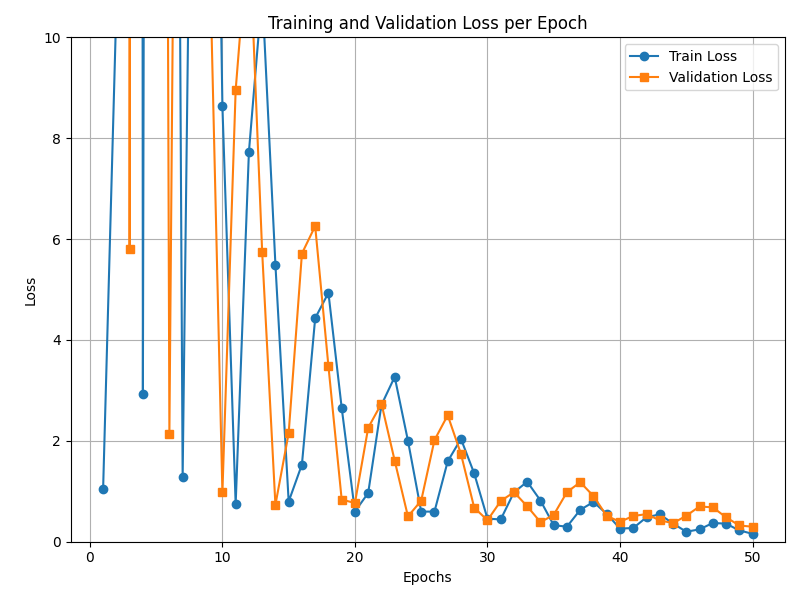 Training and Validation Loss per Epoch
10
8
6
4
2
0
Loss
Train Loss
Validation Loss
0 10 20 30 40 50
Epochs